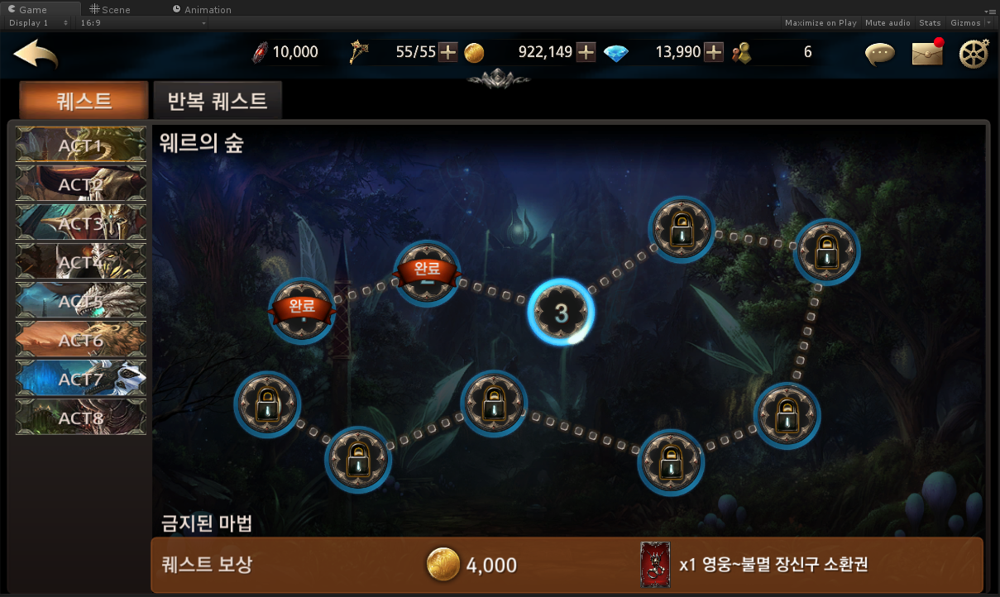 Game
Scene
Animation
Display 1
16:9
Maximize on Play
Mute audio
Stats
Gizmos
10,000
55/55
922,149
13,990
6
퀘스트
반복 퀘스트
ACT1
ACT2
ACT3
ACT4
ACT5
ACT6
ACT7
ACT8
웨르의 숲
완료
완료
3
금지된 마법
퀘스트 보상
4,000
x1 영웅~불멸 장신구 소환권